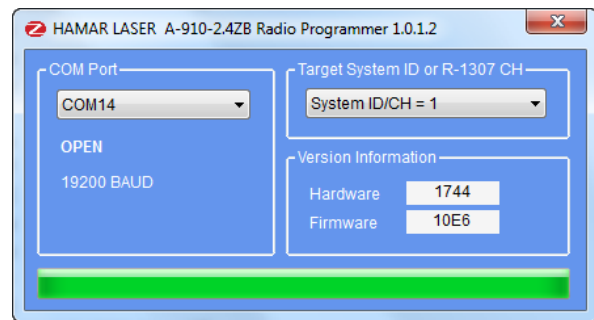 HAMAR LASER A-910-2.4ZB Radio Programmer 1.0.1.2
COM Port
COM14
OPEN
19200 BAUD
Target System ID or R-1307 CH
System ID/CH = 1
Version Information
Hardware 1744
Firmware 10E6